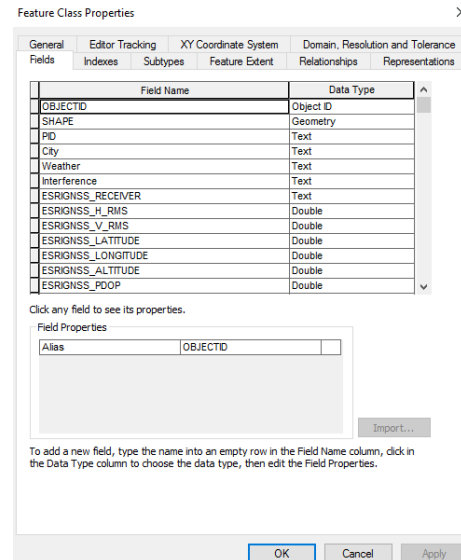 Feature Class Properties
General Editor Tracking XY Coordinate System Domain, Resolution and Tolerance
Fields Indexes Subtypes Feature Extent Relationships Representations
Field Name Data Type
OBJECTID Object ID
SHAPE Geometry
PID Text
City Text
Weather Text
Interference Text
ESRIGNSS_RECEIVER Text
ESRIGNSS_H_RMS Double
ESRIGNSS_V_RMS Double
ESRIGNSS_LATITUDE Double
ESRIGNSS_LONGITUDE Double
ESRIGNSS_ALTITUDE Double
ESRIGNSS_PDOP Double
Click any field to see its properties.
Field Properties
Alias OBJECTID
Import...
To add a new field, type the name into an empty row in the Field Name column, click in
the Data Type column to choose the data type, then edit the Field Properties.
OK Cancel Apply